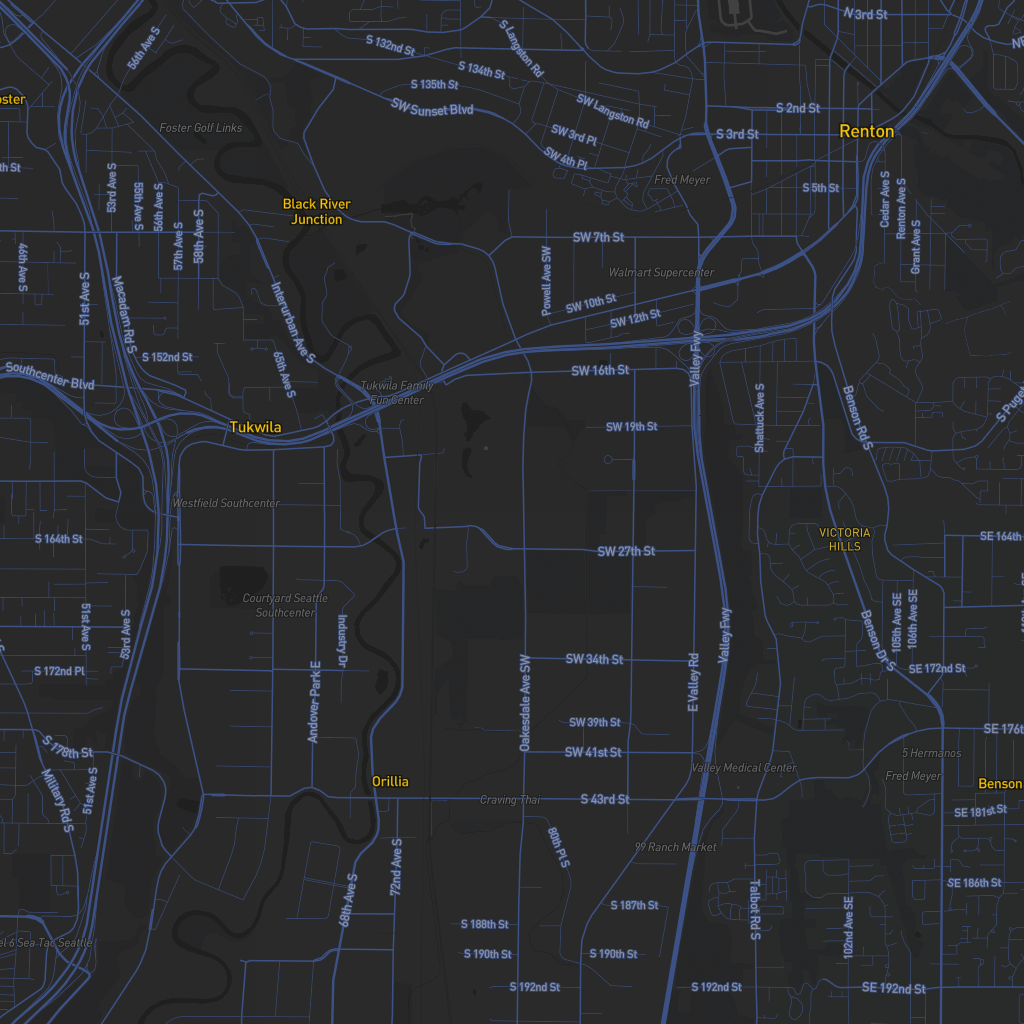 N 3rd St
56th Ave S
S 132nd St
S Langston Rd
S 134th St
S 135th St
SW Langston Rd
SW Sunset Blvd
S 2nd St
Foster Golf Links
SW 3rd Pl
S 3rd St
Renton
SW 4th Pl
Fred Meyer
S 5th St
53rd Ave S
55th Ave S
56th Ave S
57th Ave S
58th Ave S
Black River
Junction
Cedar Ave S
Renton Ave S
Grant Ave S
SW 7th St
46th Ave S
51st Ave S
Macadam Rd S
Interurban Ave S
Powell Ave SW
Walmart Supercenter
SW 10th St
SW 12th St
S 152nd St
65th Ave S
Valley Fwy
Southcenter Blvd
SW 16th St
Tukwila Family
Fun Center
Tukwila
SW 19th St
Shattuck Ave S
Benson Rd S
S Puget
Westfield Southcenter
S 164th St
SW 27th St
VICTORIA
HILLS
SE 164th
Courtyard Seattle
Southcenter
51st Ave S
53rd Ave S
Industry Dr
Valley Fwy
Benson Dr S
105th Ave SE
106th Ave SE
S 172nd Pl
Andover Park E
Oakesdale Ave SW
SW 34th St
E Valley Rd
SE 172nd St
S 178th St
SW 39th St
SE 176t
SW 41st St
5 Hermanos
Military Rd S
51st Ave S
Orillia
Valley Medical Center
Fred Meyer
Benson
Craving Thai
S 43rd St
SE 181st St
72nd Ave S
80th Pl S
99 Ranch Market
68th Ave S
Talbot Rd S
SE 186th St
S 187th St
102nd Ave SE
S 188th St
el 6 Sea Tac Seattle
S 190th St
S 190th St
S 192nd St
S 192nd St
SE 192nd St